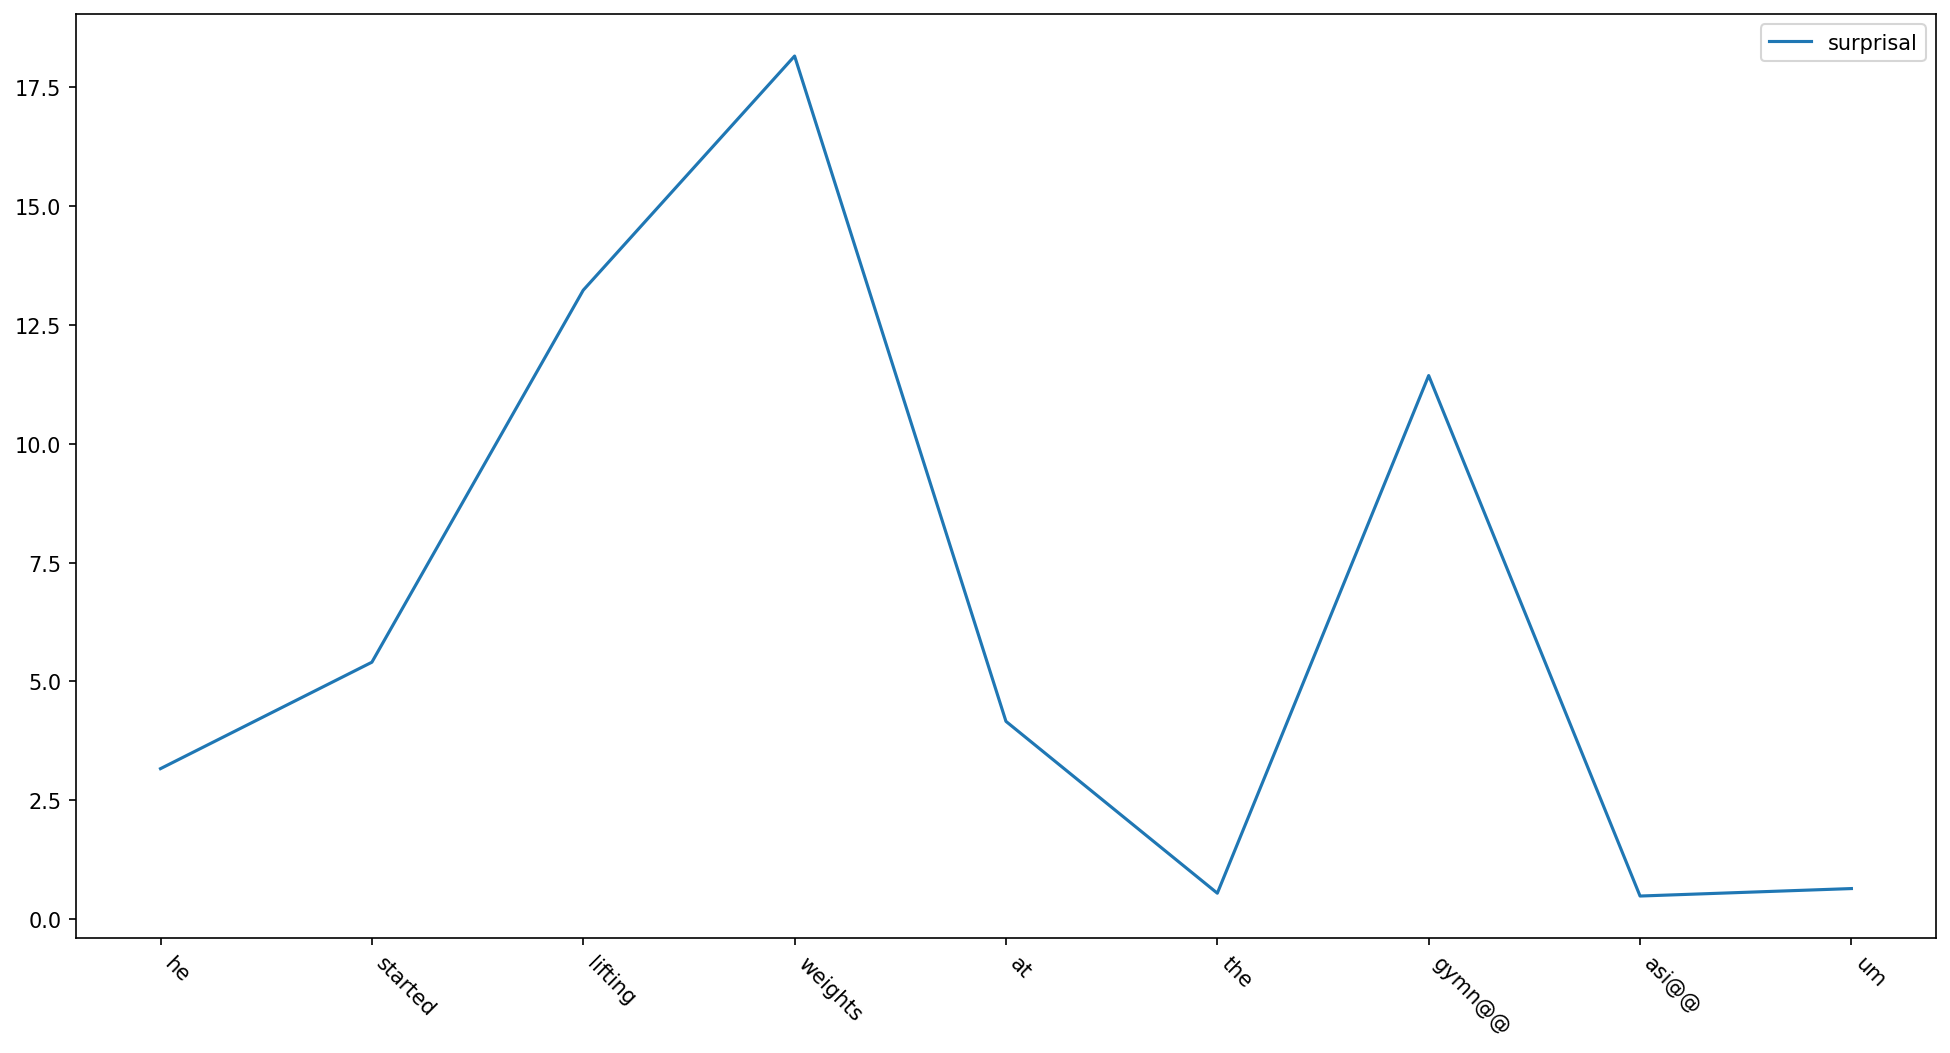 surprisal
17.5
15.0
12.5
10.0
7.5
5.0
2.5
0.0
he
started
lifting
weights
at
the
gymn@@
asi@@
um